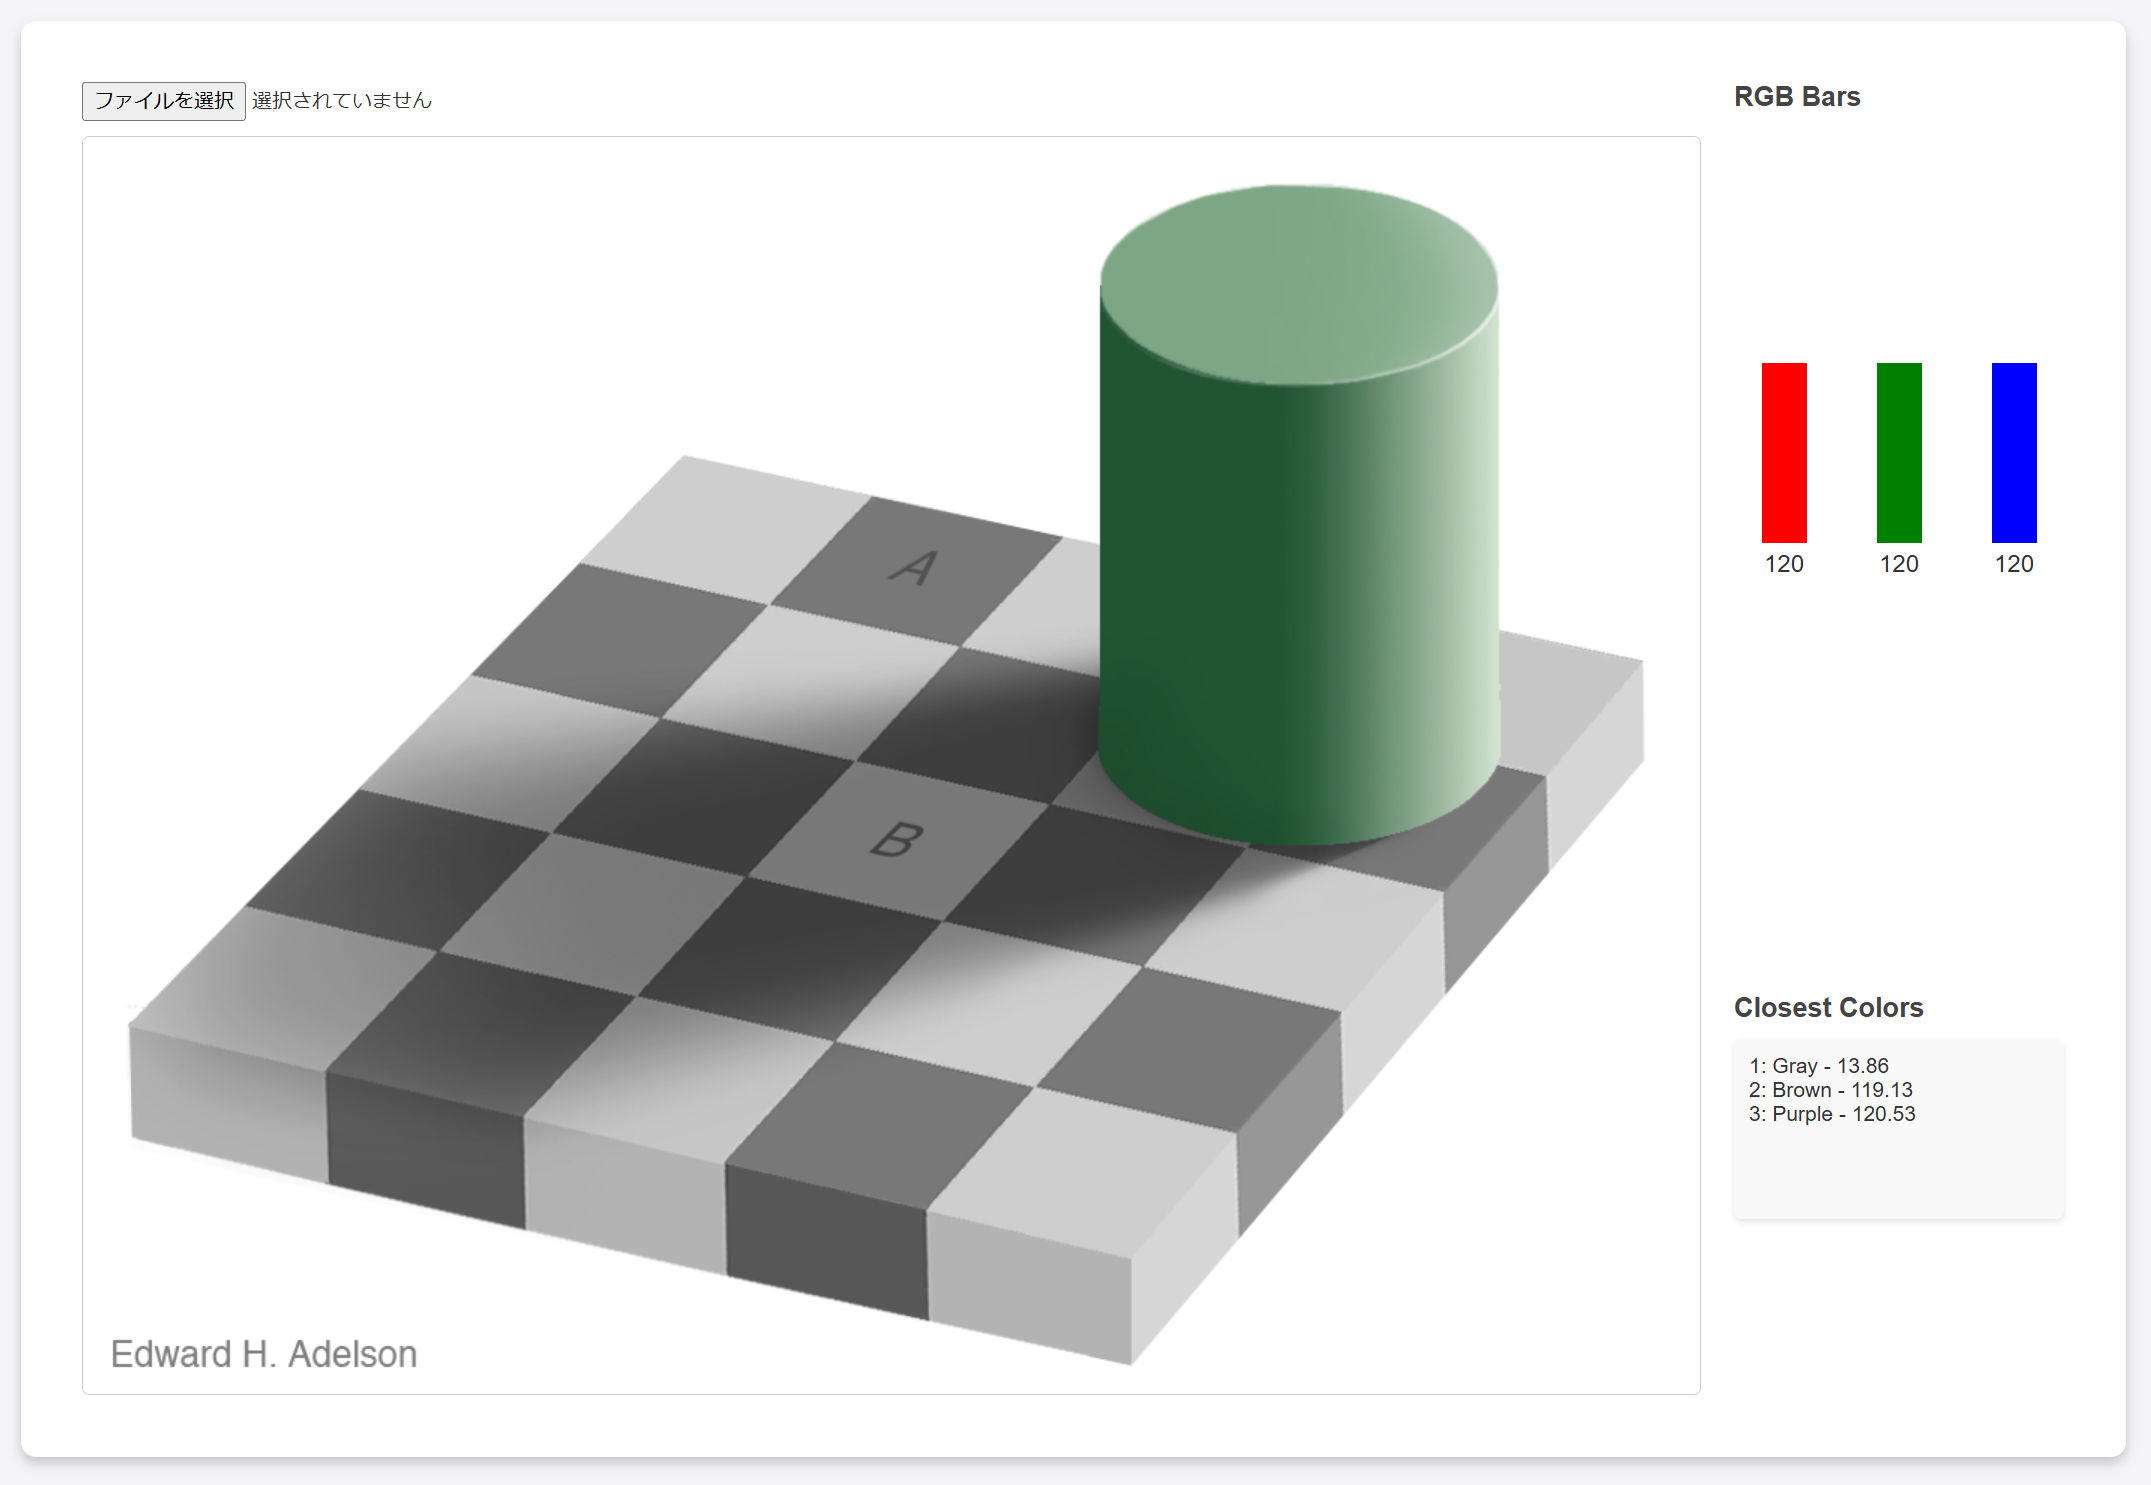 ファイルを選択 選択されていません
RGB Bars
A
B
120 120 120
Closest Colors
1: Gray - 13.86
2: Brown - 119.13
3: Purple - 120.53
Edward H. Adelson